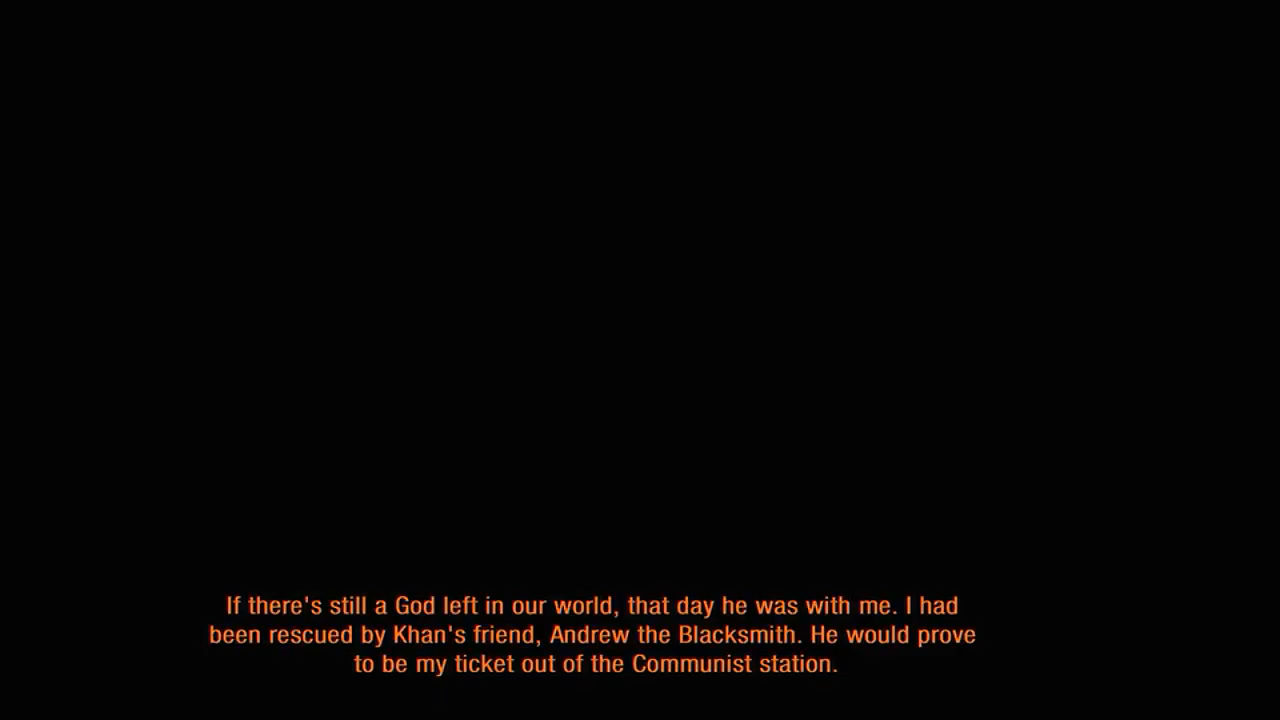 If there's still a God left in our world, that day he was with me. I had
been rescued by Khan's friend, Andrew the Blacksmith. He would prove
to be my ticket out of the Communist station.